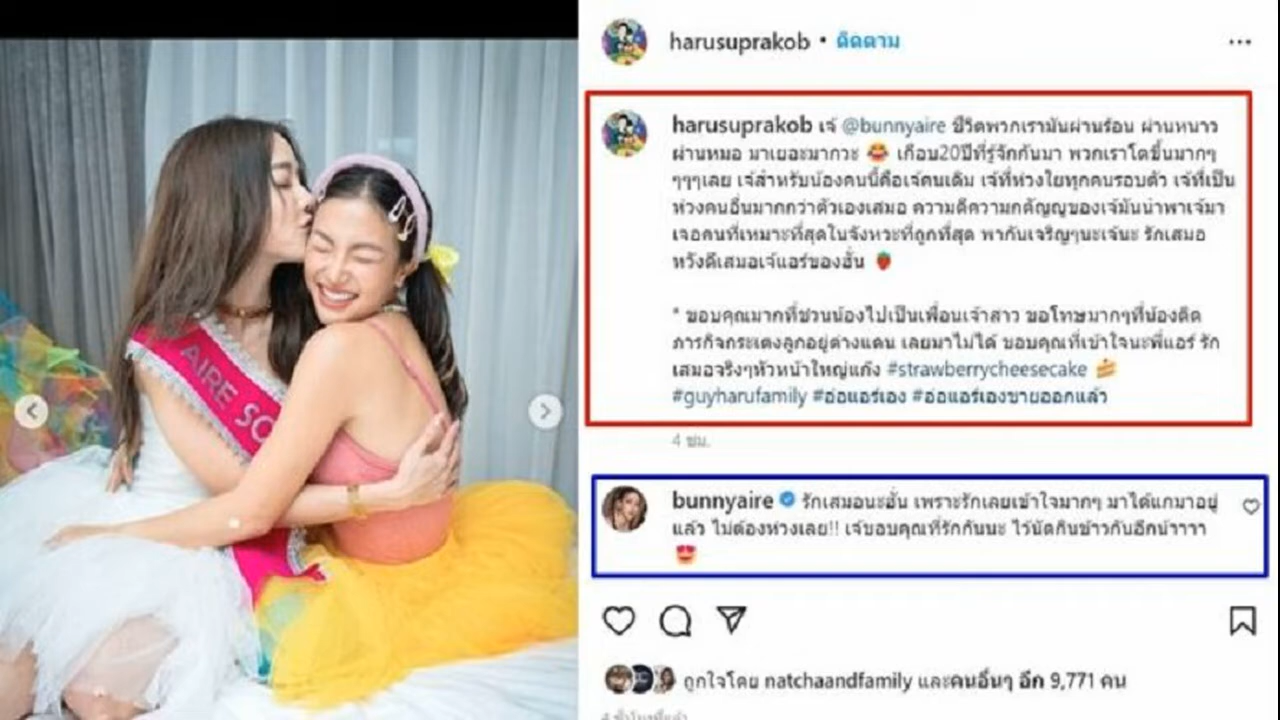 AIRE SO
harusuprakob • ติดตาม
harusuprakob เจ้ @bunnyaire ชีวิตพวกเรามันผ่านร้อน ผ่านหนาว
ผ่านหมอ มาเยอะมากวะ 😂 เกือบ20ปีที่รู้จักกันมา พวกเราโตขึ้นมากๆ
ๆๆๆเลย เจ้สำหรับน้องคนนี้คือเจ้คนเดิม เจ้ที่ห่วงใยทุกคนรอบตัว เจ้ที่เป็น
ห่วงคนอื่นมากกว่าตัวเองเสมอ ความดีความกตัญญูของเจ้มันนำพาเจ้มา
เจอคนที่เหมาะที่สุดในจังหวะที่ถูกที่สุด พากันเจริญๆนะเจ้นะ รักเสมอ
หวังดีเสมอเจ้แอร์ของฮั่น 🍓
* ขอบคุณมากที่ชวนน้องไปเป็นเพื่อนเจ้าสาว ขอโทษมากๆที่น้องติด
ภารกิจกระเตงลูกอยู่ต่างแดน เลยมาไม่ได้ ขอบคุณที่เข้าใจนะพี่แอร์ รัก
เสมอจริงๆหัวหน้าใหญ่แก๊ง #strawberrycheesecake 🍰
#guyharufamily #อ่อแอร์เอง #อ่อแอร์เองขายออกแล้ว
4 ชม.
bunnyaire รักเสมอนะฮั่น เพราะรักเลยเข้าใจมากๆ มาได้แกมาอยู่
แล้ว ไม่ต้องห่วงเลย!! เจ้ขอบคุณที่รักกันนะ ไว้นัดกินข้าวกันอีกน้าาาา
😍
ถูกใจโดย natchaandfamily และคนอื่นๆ อีก 9,771 คน
4 ชั่วโมงที่แล้ว